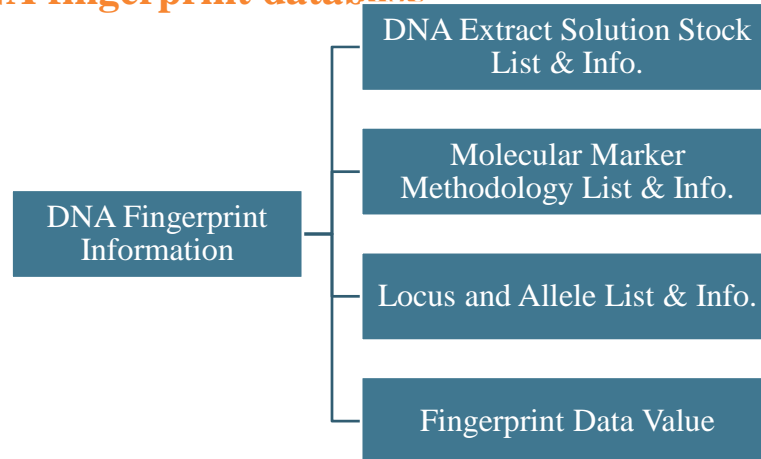 fingerprint
DNA Extract Solution Stock
List & Info.
Molecular Marker
Methodology List & Info.
DNA Fingerprint
Information
Locus and Allele List & Info.
Fingerprint Data Value